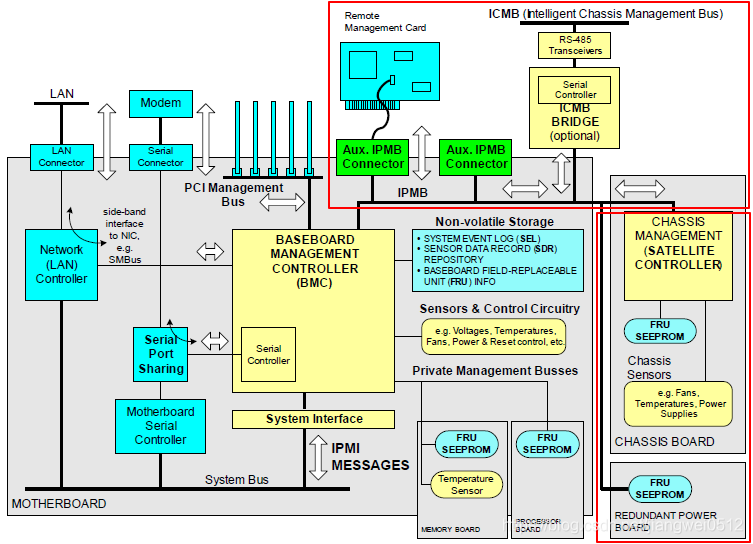 Remote
Management Card
ICMB (Intelligent Chassis Management Bus)
RS-485
Transceivers
Serial
Controller
ICMB
BRIDGE
(optional)
LAN
Modem
LAN
Connector
Serial
Connector
Aux. IPMB
Connector
Aux. IPMB
Connector
PCI Management
Bus
IPMB
side-band
interface
to NIC,
e.g.
SMBus
Network
(LAN)
Controller
BASEBOARD
MANAGEMENT
CONTROLLER
(BMC)
Serial
Controller
Non-volatile Storage
• SYSTEM EVENT LOG (SEL)
• SENSOR DATA RECORD (SDR)
REPOSITORY
• BASEBOARD FIELD-REPLACEABLE
UNIT (FRU) INFO
Sensors & Control Circuitry
e.g. Voltages, Temperatures,
Fans, Power & Reset control, etc.
Private Management Busses
CHASSIS
MANAGEMENT
(SATELLITE
CONTROLLER)
FRU
SEEPROM
Chassis
Sensors
e.g. Fans,
Temperatures, Power
Supplies
CHASSIS BOARD
Serial
Port
Sharing
Motherboard
Serial
Controller
System Interface
IPMI
MESSAGES
System Bus
MOTHERBOARD
FRU
SEEPROM
Temperature
Sensor
MEMORY BOARD
FRU
SEEPROM
PROCESSOR
BOARD
FRU
SEEPROM
REDUNDANT POWER
BOARD